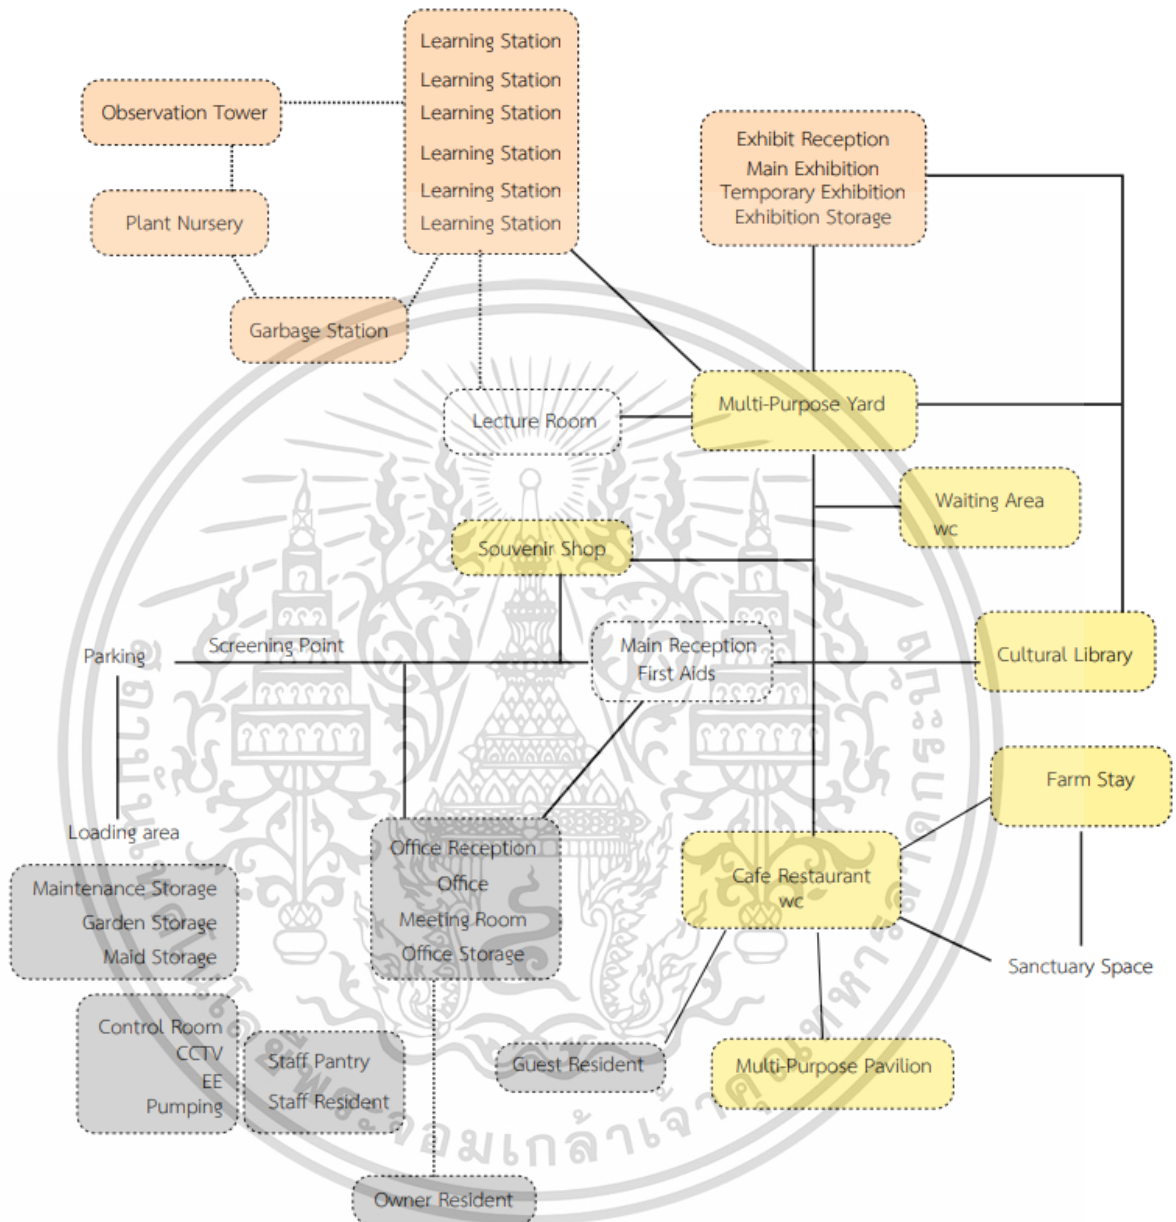 Learning Station
Learning Station
Learning Station
Learning Station
Learning Station
Learning Station
Observation Tower
Plant Nursery
Garbage Station
Exhibit Reception
Main Exhibition
Temporary Exhibition
Exhibition Storage
Lecture Room
Multi-Purpose Yard
Waiting Area
wc
Souvenir Shop
Parking
Screening Point
Main Reception
First Aids
Cultural Library
Farm Stay
Loading area
Maintenance Storage
Garden Storage
Maid Storage
Office Reception
Office
Meeting Room
Office Storage
Cafe Restaurant
wc
Sanctuary Space
Control Room
CCTV
EE
Pumping
Staff Pantry
Staff Resident
Guest Resident
Multi-Purpose Pavilion
Owner Resident